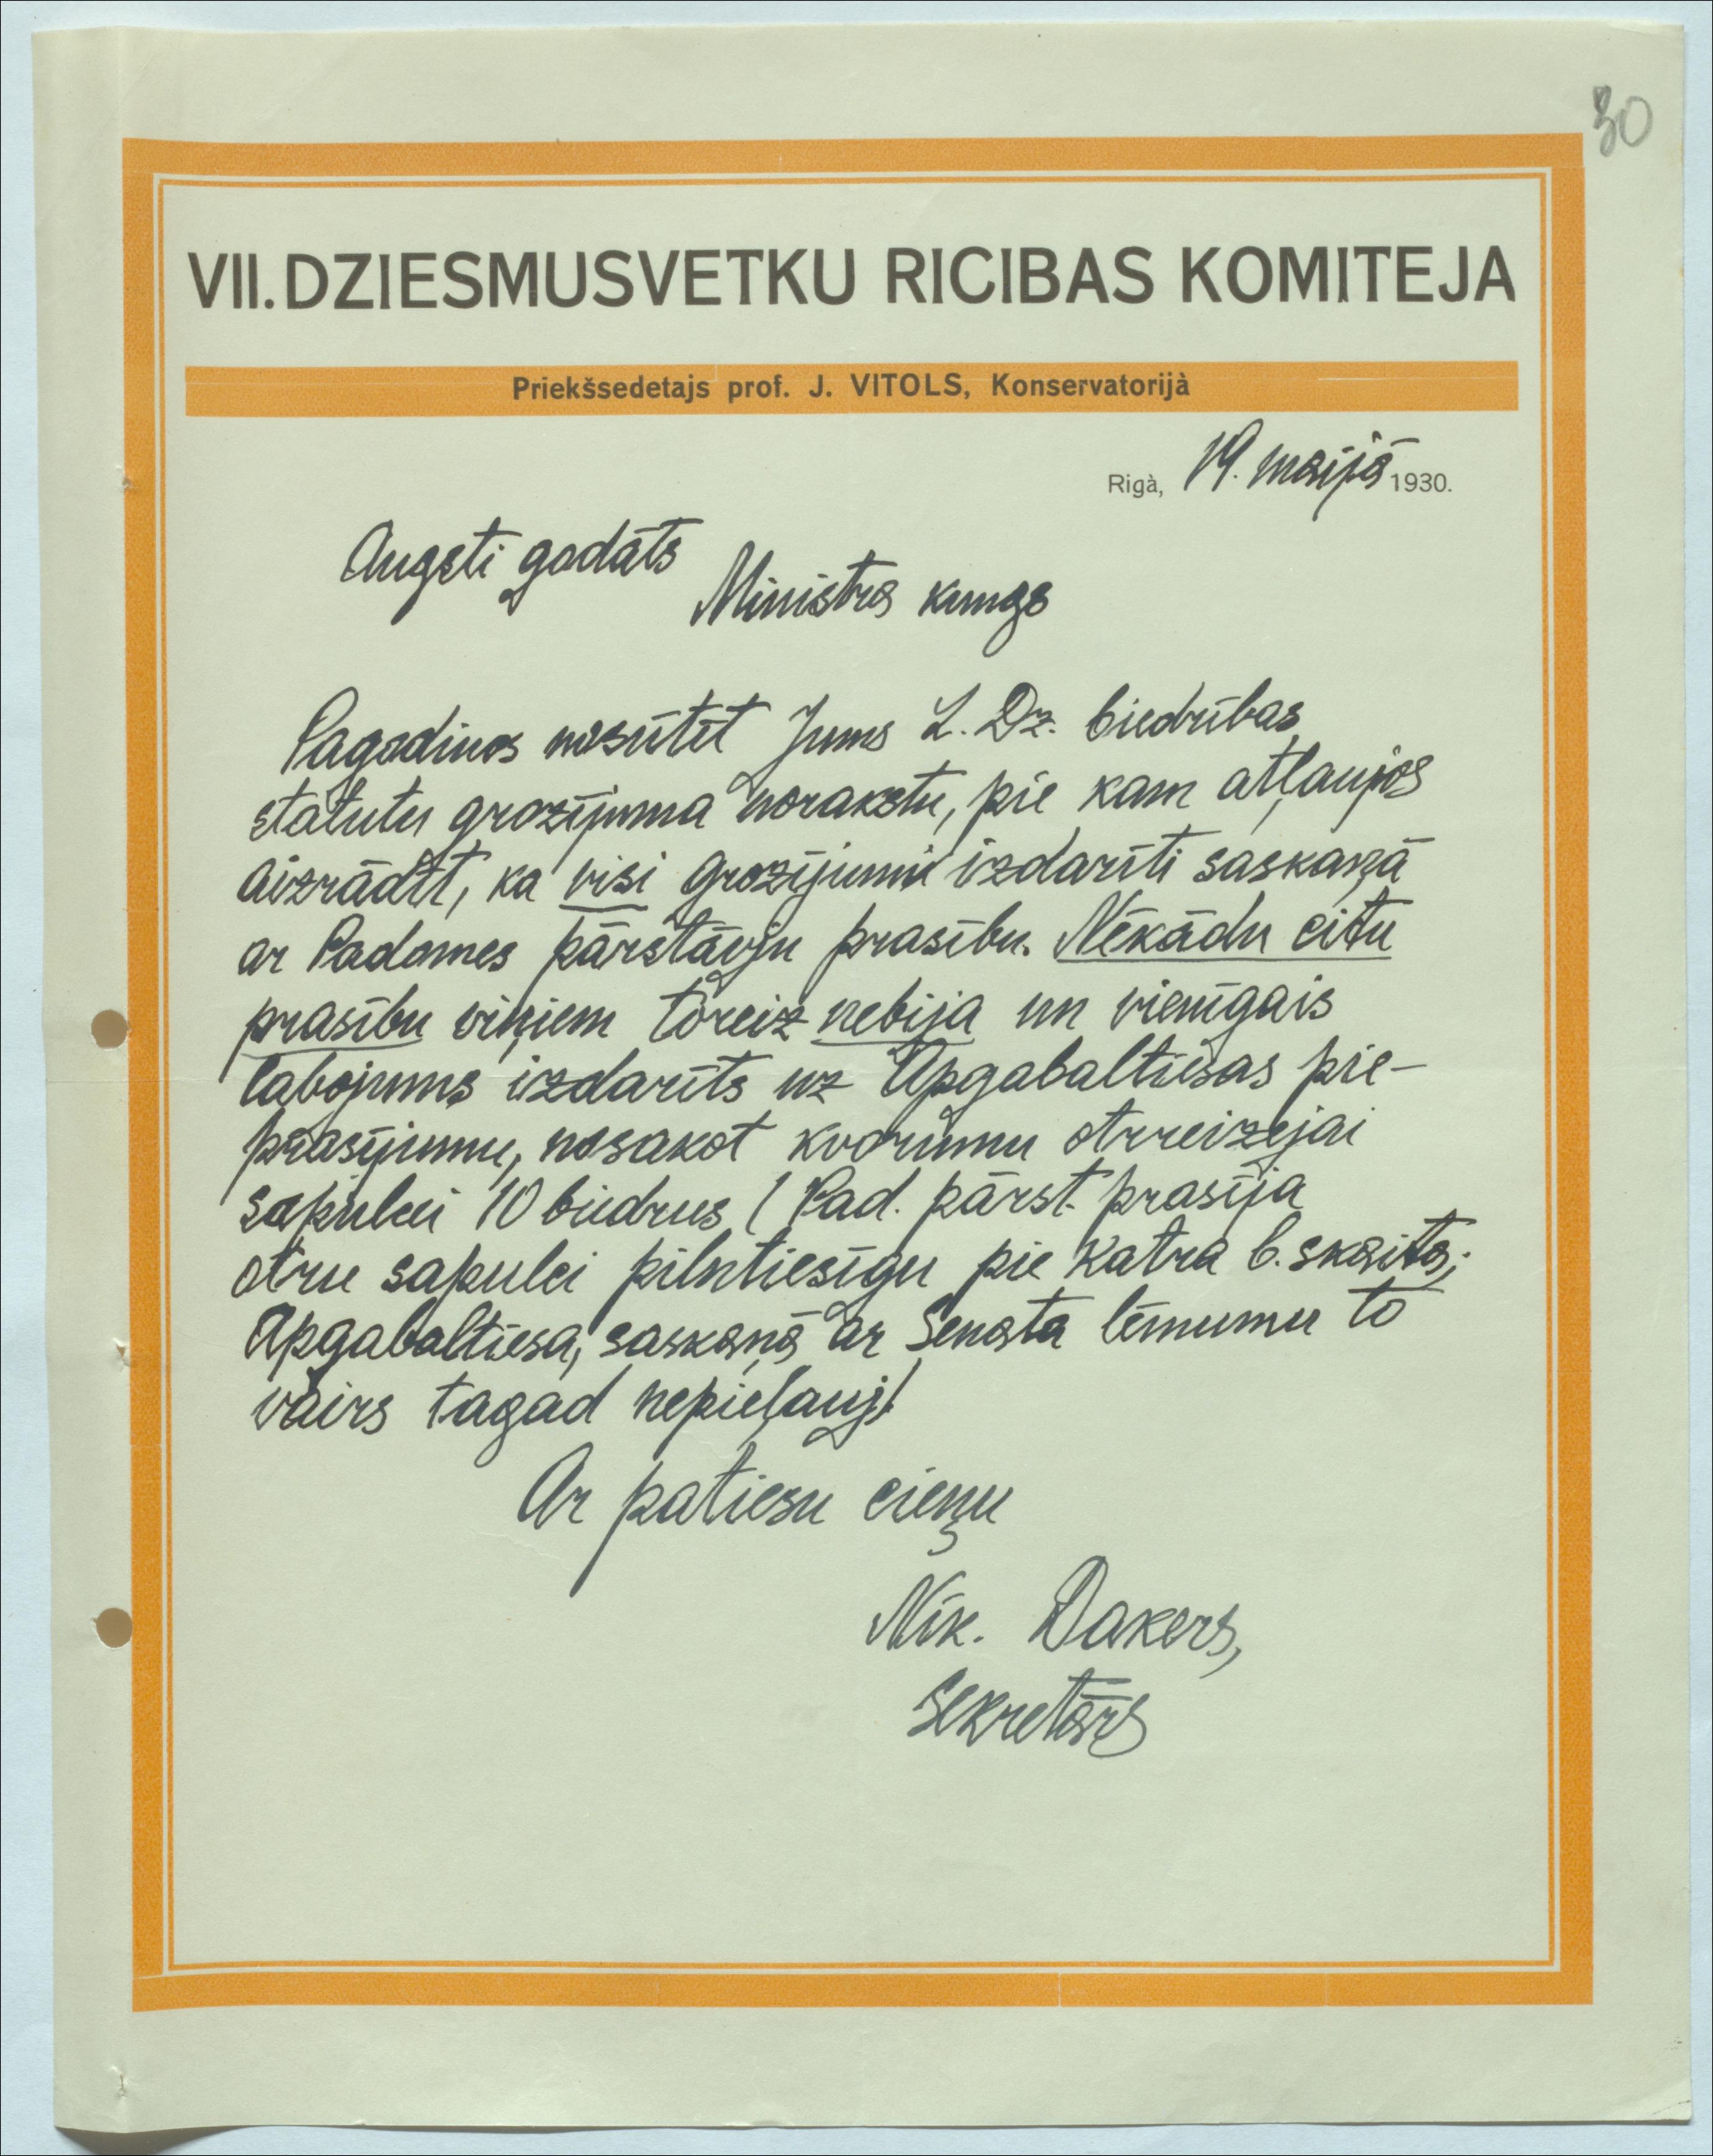 30
VII. DZIESMUSVETKU RICIBAS KOMITEJA
Priekšsedetajs prof. J. VITOLS, Konservatorijà
Rigà, 19. maijā 1930.
Augsti godāts
Ministra kungs
Pagodinos nosūtīt Jums L. Dz. biedrības
statutu grozījuma norakstu, pie kam atļaujos
aizrādīt, ka visi grozījumi izdarīti saskaņā
ar Padomes pārstāvju prasību. Nēkādu citu
prasību viņiem toreiz nebija un vienīgais
labojums izdarīts uz Apgabaltiesas pie-
prasījumu, nosakot kvorumu otrreizejai
sapulcei 10 biedrus (Pad. pārst. prasīja
otru sapulci pilntiesīgu pie katra b. skaita;
Apgabaltiesa, saskaņā ar Senata lēmumu to
vairs tagad nepieļauj)
Ar patiesu cieņu
Nik. Dakers,
Sekretārs